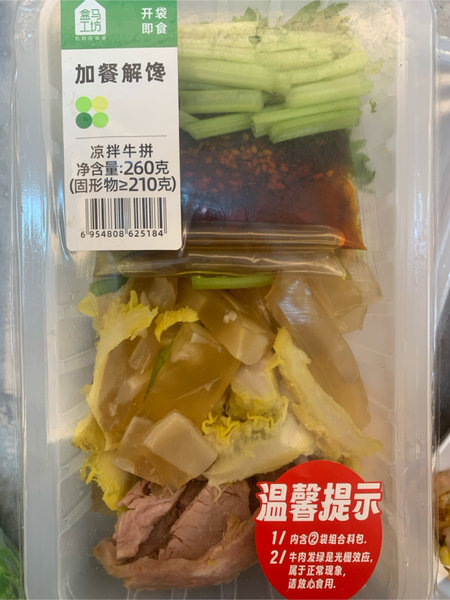 盒马
工坊
开袋
即食
加餐解馋
凉拌牛拼
净含量:260克
(固形物≥210克)
6 954808 625184
温馨提示
1/ 内含②袋组合料包.
2/ 牛肉发绿是光栅效应,
属于正常现象,
请放心食用.